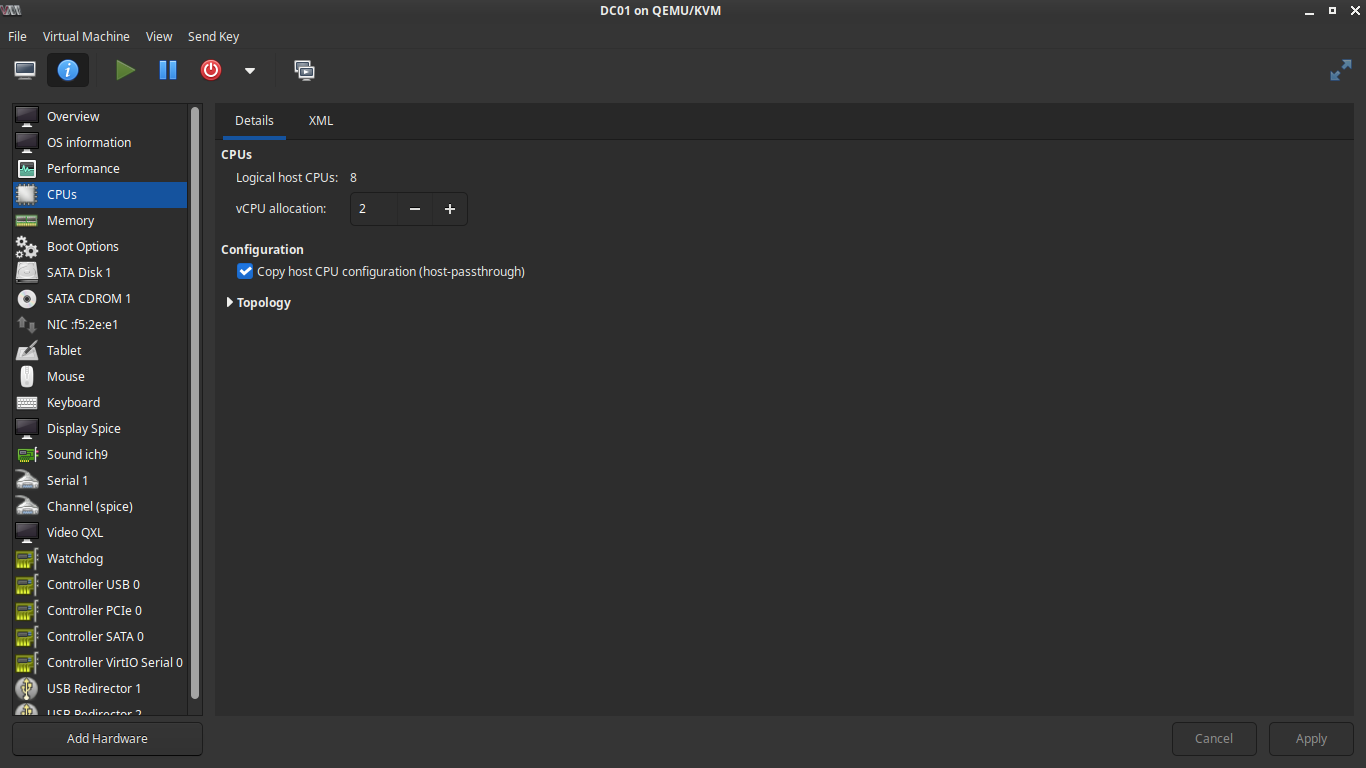 DC01 on QEMU/KVM
File Virtual Machine View Send Key
Overview
OS information
Performance
CPUs
Memory
Boot Options
SATA Disk 1
SATA CDROM 1
NIC :f5:2e:e1
Tablet
Mouse
Keyboard
Display Spice
Sound ich9
Serial 1
Channel (spice)
Video QXL
Watchdog
Controller USB 0
Controller PCIe 0
Controller SATA 0
Controller VirtIO Serial 0
USB Redirector 1
USB Redirector 2
Add Hardware
Details XML
CPUs
Logical host CPUs: 8
vCPU allocation: 2
Configuration
Copy host CPU configuration (host-passthrough)
Topology
Cancel Apply